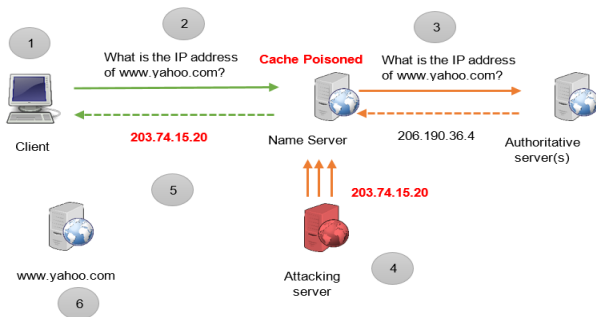 1
2
3
What is the IP address
of www.yahoo.com?
Cache Poisoned
What is the IP address
of www.yahoo.com?
203.74.15.20
206.190.36.4
Client
Name Server
Authoritative
server(s)
5
203.74.15.20
www.yahoo.com
Attacking
server
4
6